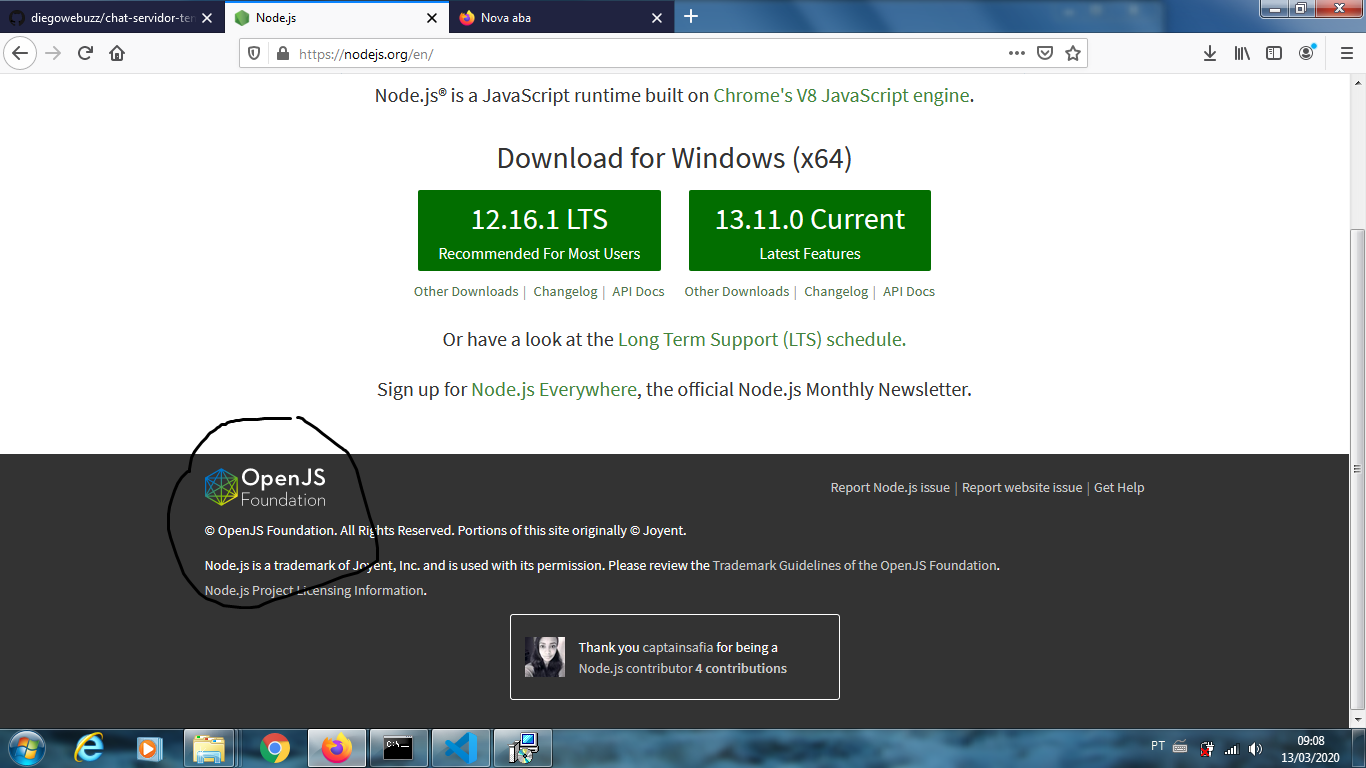 diegowebuzz/chat-servidor-ter
Node.js
Nova aba
https://nodejs.org/en/
Node.js® is a JavaScript runtime built on Chrome's V8 JavaScript engine.
Download for Windows (x64)
12.16.1 LTS
Recommended For Most Users
13.11.0 Current
Latest Features
Other Downloads | Changelog | API Docs
Other Downloads | Changelog | API Docs
Or have a look at the Long Term Support (LTS) schedule.
Sign up for Node.js Everywhere, the official Node.js Monthly Newsletter.
OpenJS
Foundation
Report Node.js issue | Report website issue | Get Help
© OpenJS Foundation. All Rights Reserved. Portions of this site originally © Joyent.
Node.js is a trademark of Joyent, Inc. and is used with its permission. Please review the Trademark Guidelines of the OpenJS Foundation.
Node.js Project Licensing Information.
Thank you captainsafia for being a
Node.js contributor 4 contributions
PT
09:08
13/03/2020